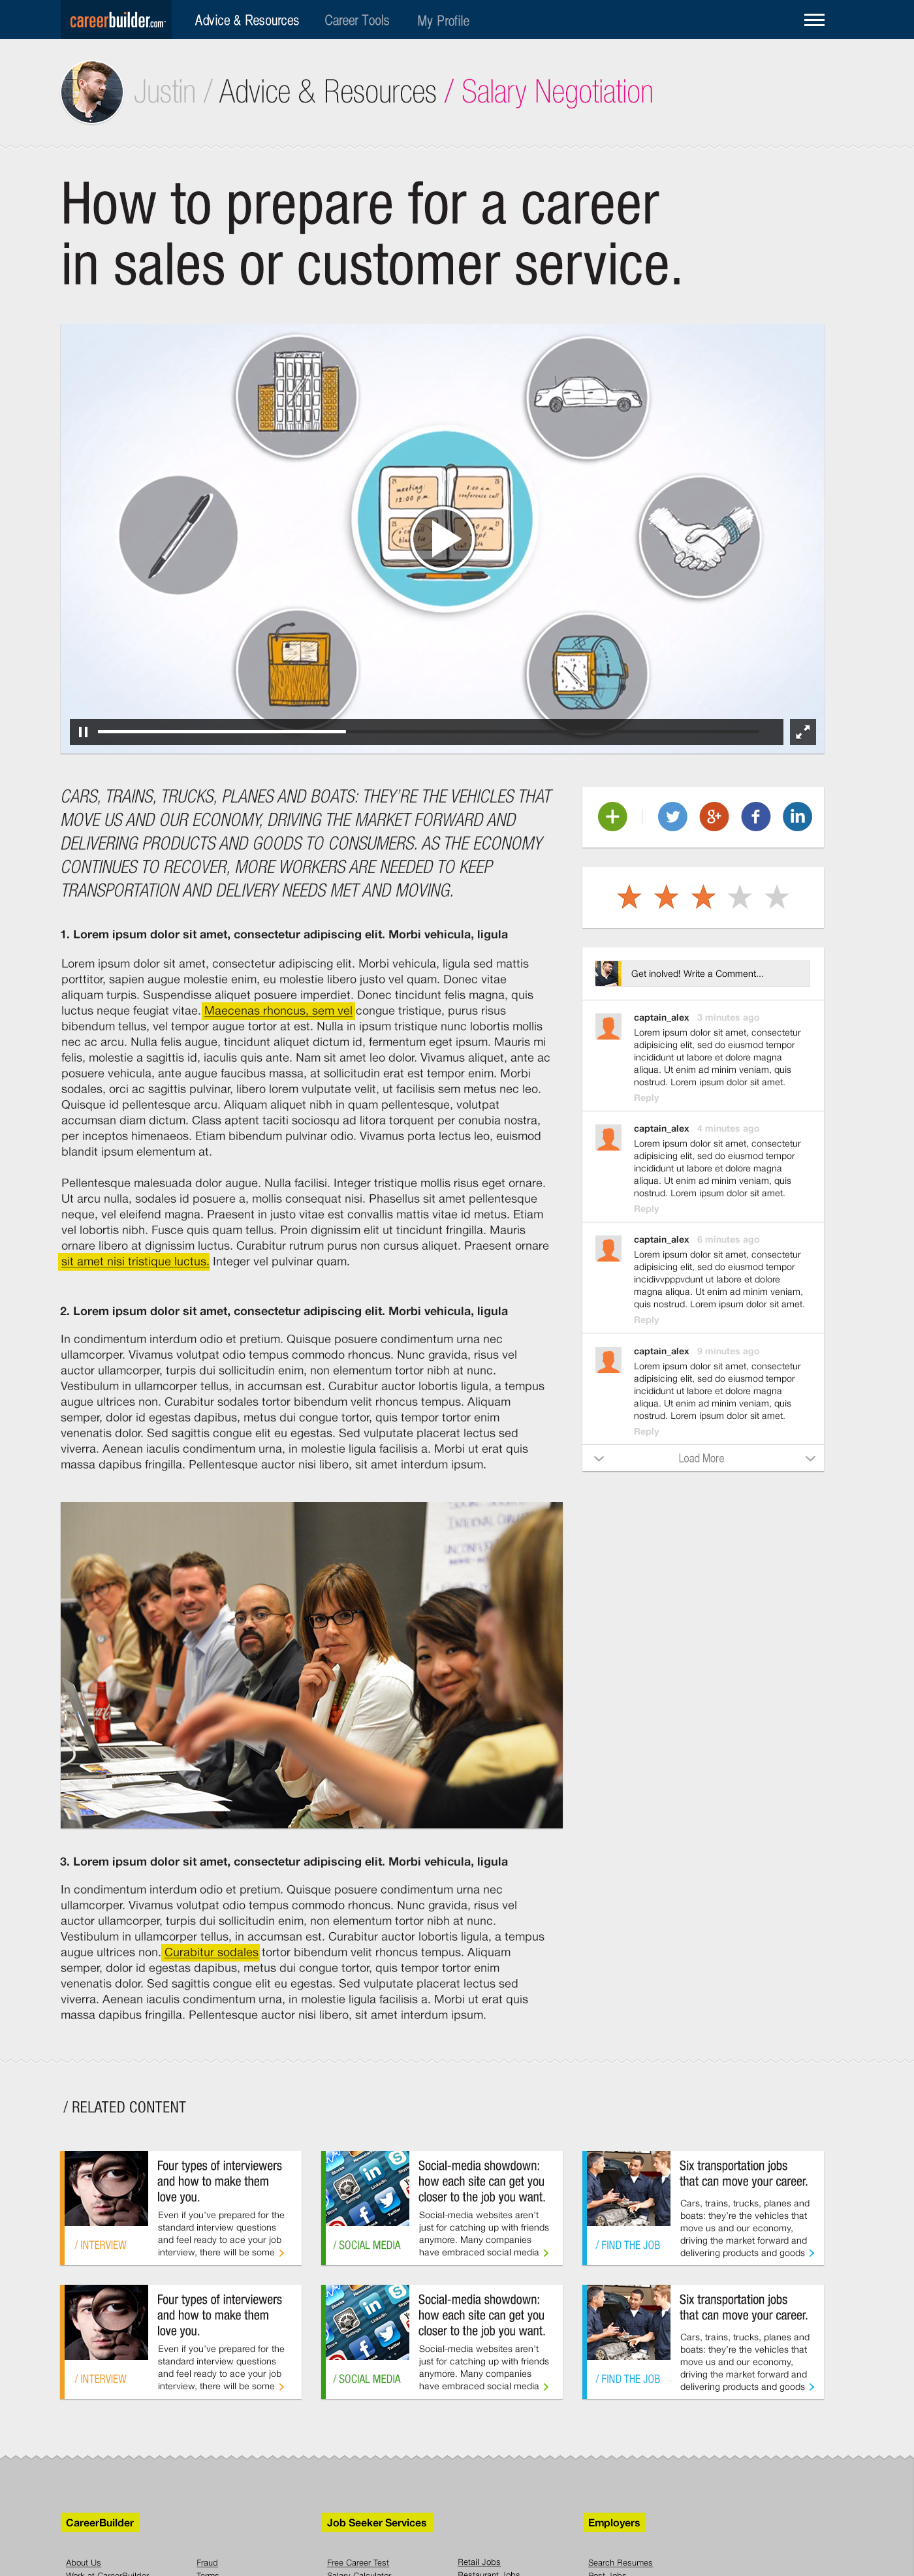 careerbuilder.com
Advice & Resources
Career Tools
My Profile
Justin / Advice & Resources / Salary Negotiation
How to prepare for a career
in sales or customer service.
meeting:
12:00 P.M.
8:00 A.M.
conference call
CARS, TRAINS, TRUCKS, PLANES AND BOATS: THEY'RE THE VEHICLES THAT
MOVE US AND OUR ECONOMY, DRIVING THE MARKET FORWARD AND
DELIVERING PRODUCTS AND GOODS TO CONSUMERS. AS THE ECONOMY
CONTINUES TO RECOVER, MORE WORKERS ARE NEEDED TO KEEP
TRANSPORTATION AND DELIVERY NEEDS MET AND MOVING.
1. Lorem ipsum dolor sit amet, consectetur adipiscing elit. Morbi vehicula, ligula
Lorem ipsum dolor sit amet, consectetur adipiscing elit. Morbi vehicula, ligula sed mattis
porttitor, sapien augue molestie enim, eu molestie libero justo vel quam. Donec vitae
aliquam turpis. Suspendisse aliquet posuere imperdiet. Donec tincidunt felis magna, quis
luctus neque feugiat vitae. Maecenas rhoncus, sem vel congue tristique, purus risus
bibendum tellus, vel tempor augue tortor at est. Nulla in ipsum tristique nunc lobortis mollis
nec ac arcu. Nulla felis augue, tincidunt aliquet dictum id, fermentum eget ipsum. Mauris mi
felis, molestie a sagittis id, iaculis quis ante. Nam sit amet leo dolor. Vivamus aliquet, ante ac
posuere vehicula, ante augue faucibus massa, at sollicitudin erat est tempor enim. Morbi
sodales, orci ac sagittis pulvinar, libero lorem vulputate velit, ut facilisis sem metus nec leo.
Quisque id pellentesque arcu. Aliquam aliquet nibh in quam pellentesque, volutpat
accumsan diam dictum. Class aptent taciti sociosqu ad litora torquent per conubia nostra,
per inceptos himenaeos. Etiam bibendum pulvinar odio. Vivamus porta lectus leo, euismod
blandit ipsum elementum at.
Pellentesque malesuada dolor augue. Nulla facilisi. Integer tristique mollis risus eget ornare.
Ut arcu nulla, sodales id posuere a, mollis consequat nisi. Phasellus sit amet pellentesque
neque, vel eleifend magna. Praesent in justo vitae est convallis mattis vitae id metus. Etiam
vel lobortis nibh. Fusce quis quam tellus. Proin dignissim elit ut tincidunt fringilla. Mauris
ornare libero at dignissim luctus. Curabitur rutrum purus non cursus aliquet. Praesent ornare
sit amet nisi tristique luctus. Integer vel pulvinar quam.
2. Lorem ipsum dolor sit amet, consectetur adipiscing elit. Morbi vehicula, ligula
In condimentum interdum odio et pretium. Quisque posuere condimentum urna nec
ullamcorper. Vivamus volutpat odio tempus commodo rhoncus. Nunc gravida, risus vel
auctor ullamcorper, turpis dui sollicitudin enim, non elementum tortor nibh at nunc.
Vestibulum in ullamcorper tellus, in accumsan est. Curabitur auctor lobortis ligula, a tempus
augue ultrices non. Curabitur sodales tortor bibendum velit rhoncus tempus. Aliquam
semper, dolor id egestas dapibus, metus dui congue tortor, quis tempor tortor enim
venenatis dolor. Sed sagittis congue elit eu egestas. Sed vulputate placerat lectus sed
viverra. Aenean iaculis condimentum urna, in molestie ligula facilisis a. Morbi ut erat quis
massa dapibus fringilla. Pellentesque auctor nisi libero, sit amet interdum ipsum.
3. Lorem ipsum dolor sit amet, consectetur adipiscing elit. Morbi vehicula, ligula
In condimentum interdum odio et pretium. Quisque posuere condimentum urna nec
ullamcorper. Vivamus volutpat odio tempus commodo rhoncus. Nunc gravida, risus vel
auctor ullamcorper, turpis dui sollicitudin enim, non elementum tortor nibh at nunc.
Vestibulum in ullamcorper tellus, in accumsan est. Curabitur auctor lobortis ligula, a tempus
augue ultrices non. Curabitur sodales tortor bibendum velit rhoncus tempus. Aliquam
semper, dolor id egestas dapibus, metus dui congue tortor, quis tempor tortor enim
venenatis dolor. Sed sagittis congue elit eu egestas. Sed vulputate placerat lectus sed
viverra. Aenean iaculis condimentum urna, in molestie ligula facilisis a. Morbi ut erat quis
massa dapibus fringilla. Pellentesque auctor nisi libero, sit amet interdum ipsum.
g+ f in
Get inolved! Write a Comment...
captain_alex 3 minutes ago
Lorem ipsum dolor sit amet, consectetur
adipisicing elit, sed do eiusmod tempor
incididunt ut labore et dolore magna
aliqua. Ut enim ad minim veniam, quis
nostrud. Lorem ipsum dolor sit amet.
Reply
captain_alex 4 minutes ago
Lorem ipsum dolor sit amet, consectetur
adipisicing elit, sed do eiusmod tempor
incididunt ut labore et dolore magna
aliqua. Ut enim ad minim veniam, quis
nostrud. Lorem ipsum dolor sit amet.
Reply
captain_alex 6 minutes ago
Lorem ipsum dolor sit amet, consectetur
adipisicing elit, sed do eiusmod tempor
incidivvpppvdunt ut labore et dolore
magna aliqua. Ut enim ad minim veniam,
quis nostrud. Lorem ipsum dolor sit amet.
Reply
captain_alex 9 minutes ago
Lorem ipsum dolor sit amet, consectetur
adipisicing elit, sed do eiusmod tempor
incididunt ut labore et dolore magna
aliqua. Ut enim ad minim veniam, quis
nostrud. Lorem ipsum dolor sit amet.
Reply
Load More
/ RELATED CONTENT
Four types of interviewers
and how to make them
love you.
Even if you've prepared for the
standard interview questions
and feel ready to ace your job
interview, there will be some
/ INTERVIEW
Social-media showdown:
how each site can get you
closer to the job you want.
Social-media websites aren't
just for catching up with friends
anymore. Many companies
have embraced social media
/ SOCIAL MEDIA
Six transportation jobs
that can move your career.
Cars, trains, trucks, planes and
boats: they're the vehicles that
move us and our economy,
driving the market forward and
delivering products and goods
/ FIND THE JOB
Four types of interviewers
and how to make them
love you.
Even if you've prepared for the
standard interview questions
and feel ready to ace your job
interview, there will be some
/ INTERVIEW
Social-media showdown:
how each site can get you
closer to the job you want.
Social-media websites aren't
just for catching up with friends
anymore. Many companies
have embraced social media
/ SOCIAL MEDIA
Six transportation jobs
that can move your career.
Cars, trains, trucks, planes and
boats: they're the vehicles that
move us and our economy,
driving the market forward and
delivering products and goods
/ FIND THE JOB
CareerBuilder
About Us
Work at CareerBuilder
Fraud
Terms
Job Seeker Services
Free Career Test
Salary Calculator
Retail Jobs
Restaurant Jobs
Employers
Search Resumes
Post Jobs